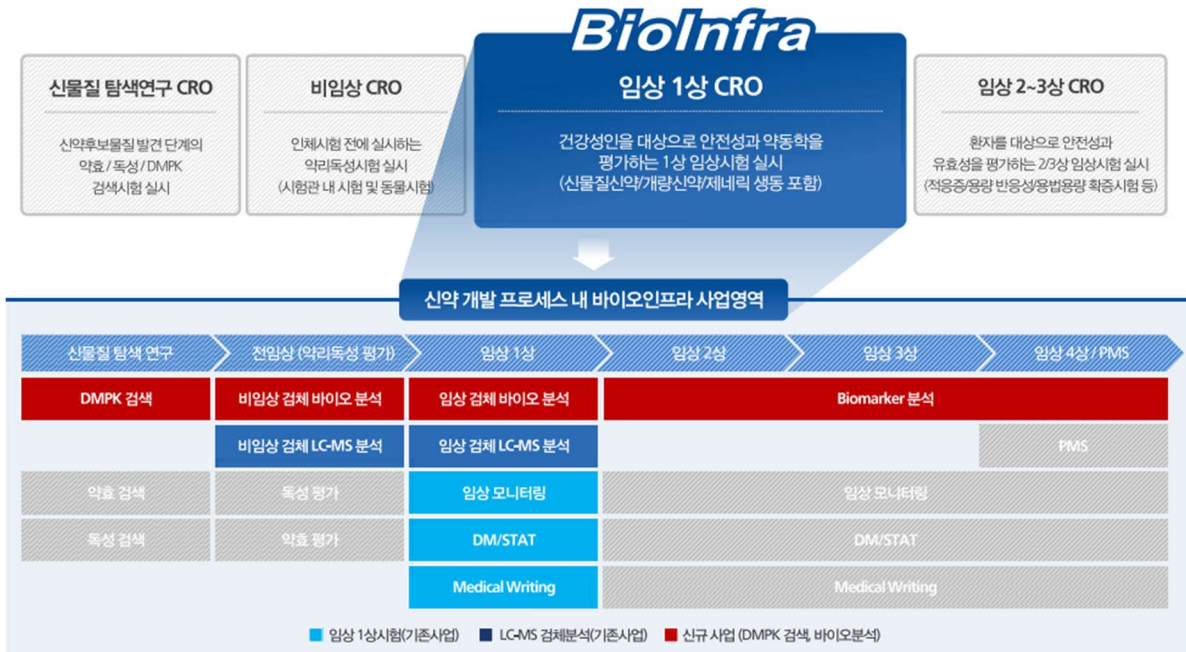 BioInfra
신물질 탐색연구 CRO
신약후보물질 발견 단계의
약효 / 독성 / DMPK
검색시험 실시
비임상 CRO
인체시험 전에 실시하는
약리독성시험 실시
(시험관 내 시험 및 동물시험)
임상 1상 CRO
건강성인을 대상으로 안전성과 약동학을
평가하는 1상 임상시험 실시
(신물질신약/개량신약/제네릭 생동 포함)
임상 2~3상 CRO
환자를 대상으로 안전성과
유효성을 평가하는 2/3상 임상시험 실시
(적응증/용량 반응성/용법용량 확증시험 등)
신약 개발 프로세스 내 바이오인프라 사업영역
신물질 탐색 연구 전임상 (약리독성 평가) 임상 1상 임상 2상 임상 3상 임상 4상 / PMS
DMPK 검색 비임상 검체 바이오 분석 임상 검체 바이오 분석 Biomarker 분석
비임상 검체 LC-MS 분석 임상 검체 LC-MS 분석 PMS
약효 검색 독성 평가 임상 모니터링 임상 모니터링
독성 검색 약효 평가 DM/STAT DM/STAT
Medical Writing Medical Writing
임상 1상시험(기존사업) LC-MS 검체분석(기존사업) 신규 사업 (DMPK 검색, 바이오분석)